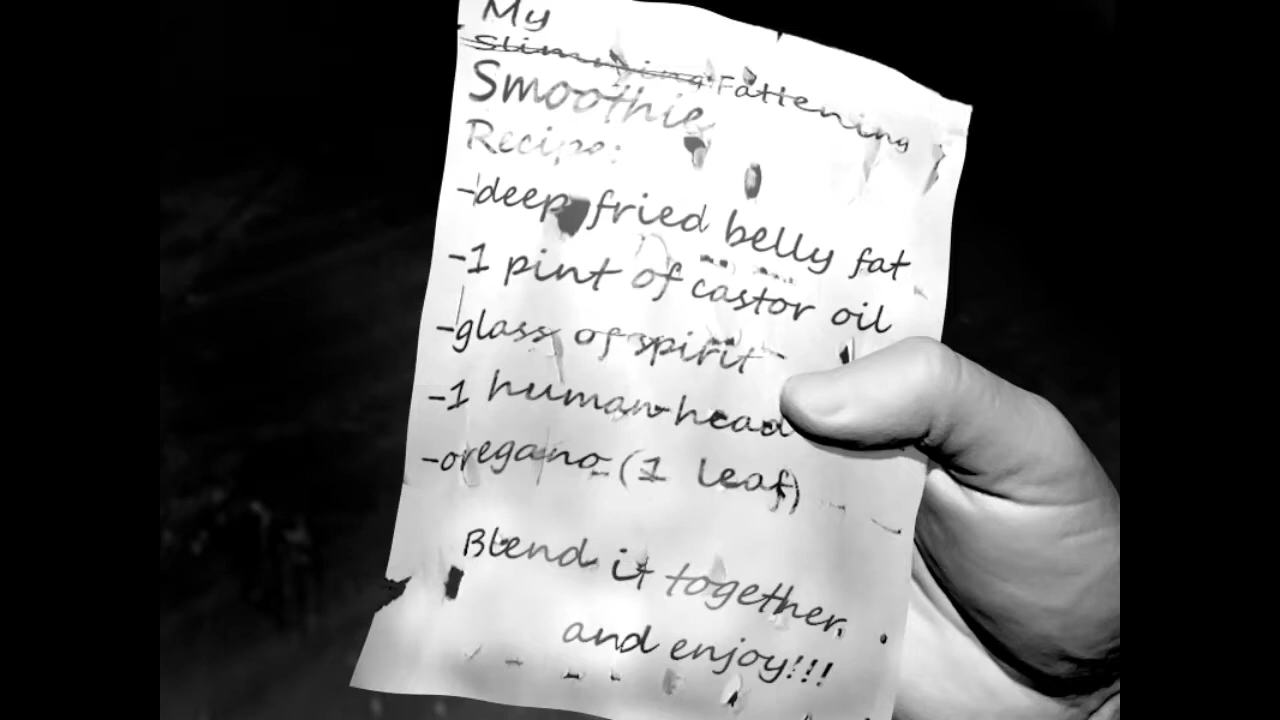 My
Slimming Fattening
Smoothie
Recipe:
-deep fried belly fat
-1 pint of castor oil
-glass of spirit
-1 human head
-oregano (1 leaf)
Blend it together
and enjoy!!!